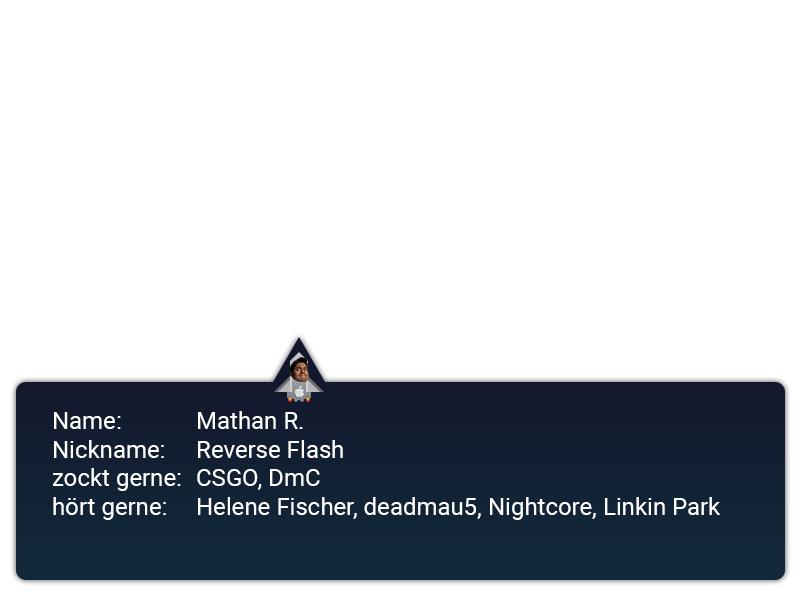 Name: Mathan R.
Nickname: Reverse Flash
zockt gerne: CSGO, DmC
hört gerne: Helene Fischer, deadmau5, Nightcore, Linkin Park